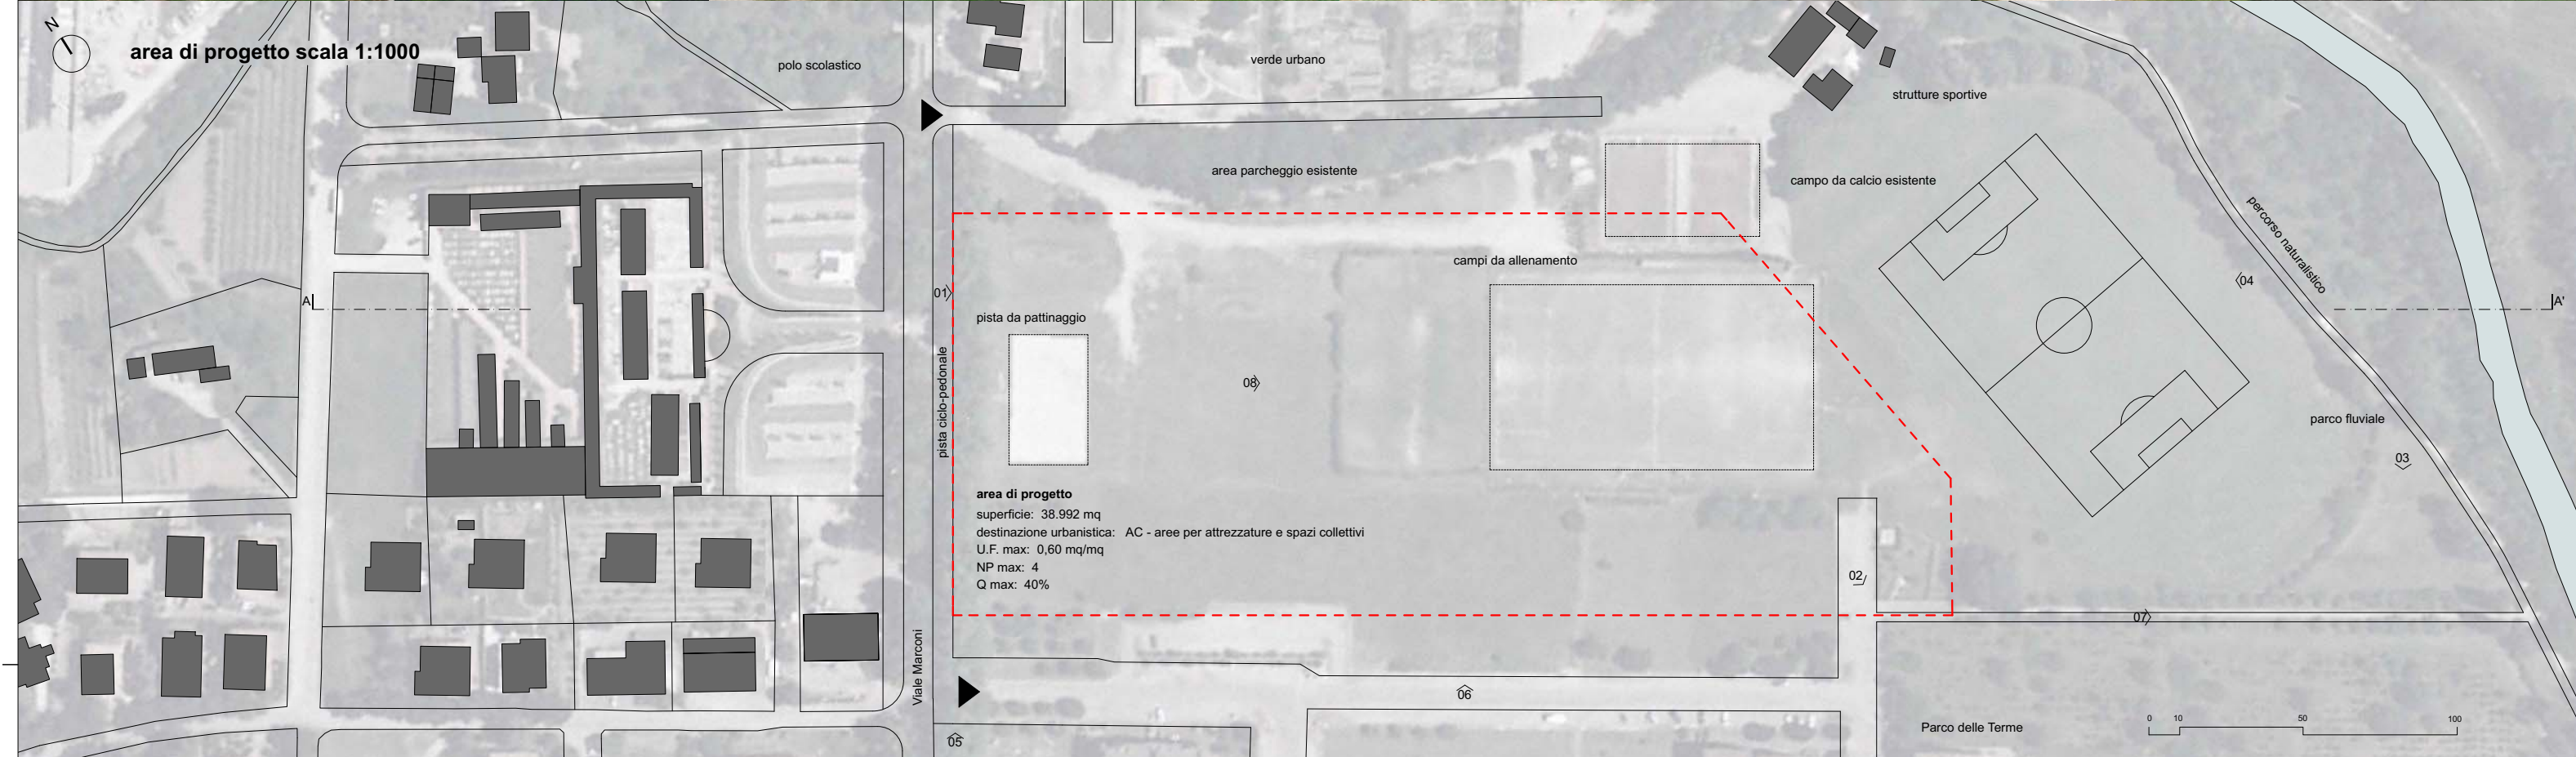 N
area di progetto scala 1:1000
polo scolastico
verde urbano
strutture sportive
area parcheggio esistente
campo da calcio esistente
percorso naturalistico
campi da allenamento
04
01
A
A'
pista da pattinaggio
pista ciclo-pedonale
08
parco fluviale
03
area di progetto
superficie: 38.992 mq
destinazione urbanistica: AC - aree per attrezzature e spazi collettivi
U.F. max: 0,60 mq/mq
NP max: 4
Q max: 40%
02
07
Viale Marconi
06
05
Parco delle Terme
0 10 50 100